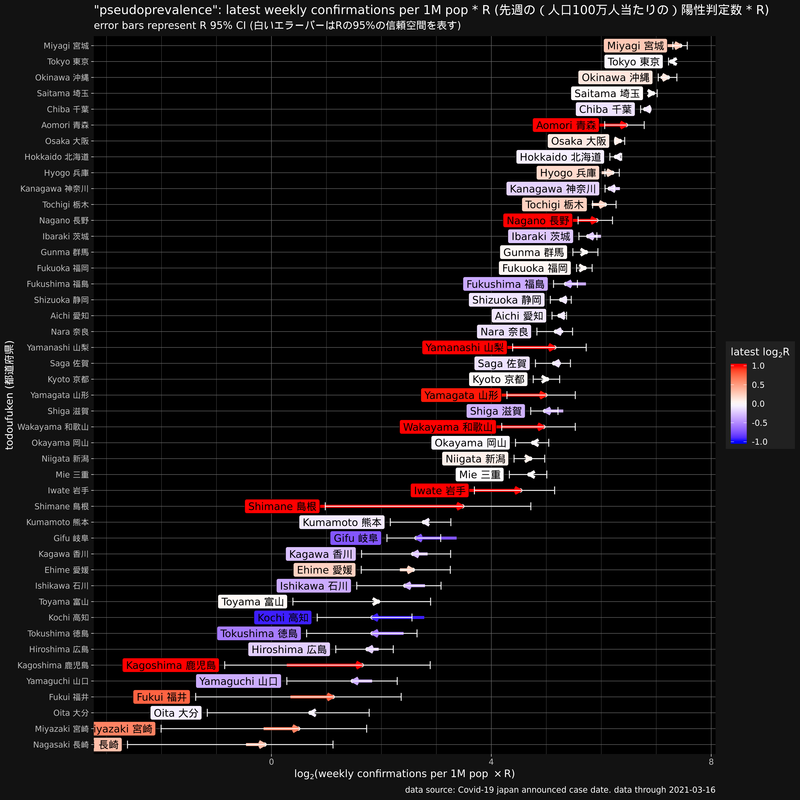 "pseudoprevalence": latest weekly confirmations per 1M pop * R (先週の ( 人口100万人当たりの ) 陽性判定数 * R)
error bars represent R 95% CI (白いエラーバーはRの95%の信頼空間を表す)
Miyagi 宮城 Miyagi 宮城
Tokyo 東京 Tokyo 東京
Okinawa 沖縄 Okinawa 沖縄
Saitama 埼玉 Saitama 埼玉
Chiba 千葉 Chiba 千葉
Aomori 青森 Aomori 青森
Osaka 大阪 Osaka 大阪
Hokkaido 北海道 Hokkaido 北海道
Hyogo 兵庫 Hyogo 兵庫
Kanagawa 神奈川 Kanagawa 神奈川
Tochigi 栃木 Tochigi 栃木
Nagano 長野 Nagano 長野
Ibaraki 茨城 Ibaraki 茨城
Gunma 群馬 Gunma 群馬
Fukuoka 福岡 Fukuoka 福岡
Fukushima 福島 Fukushima 福島
Shizuoka 静岡 Shizuoka 静岡
Aichi 愛知 Aichi 愛知
Nara 奈良 Nara 奈良
Yamanashi 山梨 Yamanashi 山梨
Saga 佐賀 Saga 佐賀
Kyoto 京都 Kyoto 京都
Yamagata 山形 Yamagata 山形
Shiga 滋賀 Shiga 滋賀
Wakayama 和歌山 Wakayama 和歌山
Okayama 岡山 Okayama 岡山
Niigata 新潟 Niigata 新潟
Mie 三重 Mie 三重
Iwate 岩手 Iwate 岩手
Shimane 島根 Shimane 島根
Kumamoto 熊本 Kumamoto 熊本
Gifu 岐阜 Gifu 岐阜
Kagawa 香川 Kagawa 香川
Ehime 愛媛 Ehime 愛媛
Ishikawa 石川 Ishikawa 石川
Toyama 富山 Toyama 富山
Kochi 高知 Kochi 高知
Tokushima 徳島 Tokushima 徳島
Hiroshima 広島 Hiroshima 広島
Kagoshima 鹿児島 Kagoshima 鹿児島
Yamaguchi 山口 Yamaguchi 山口
Fukui 福井 Fukui 福井
Oita 大分 Oita 大分
Miyazaki 宮崎 iyazaki 宮崎
Nagasaki 長崎 長崎
todoufuken (都道府県)
0 4 8
log₂(weekly confirmations per 1M pop × R)
latest log₂R
1.0
0.5
0.0
-0.5
-1.0
data source: Covid-19 japan announced case date. data through 2021-03-16